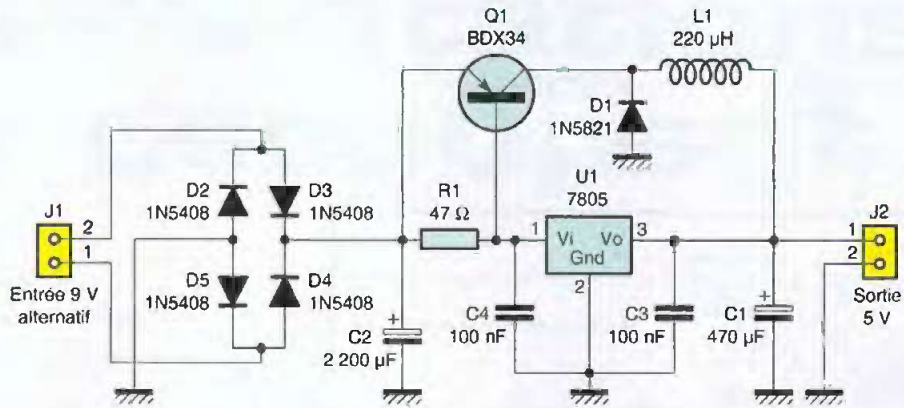 Q1
BDX34
L1
220 µH
D1
1N5821
D2
1N5408
D3
1N5408
J1
2
1
Entrée 9 V
alternatif
D5
1N5408
D4
1N5408
R1
47 Ω
U1
7805
1
Vi
Vo
3
Gnd
2
J2
1
2
Sortie
5 V
+
C2
2 200 µF
C4
100 nF
C3
100 nF
+
C1
470 µF